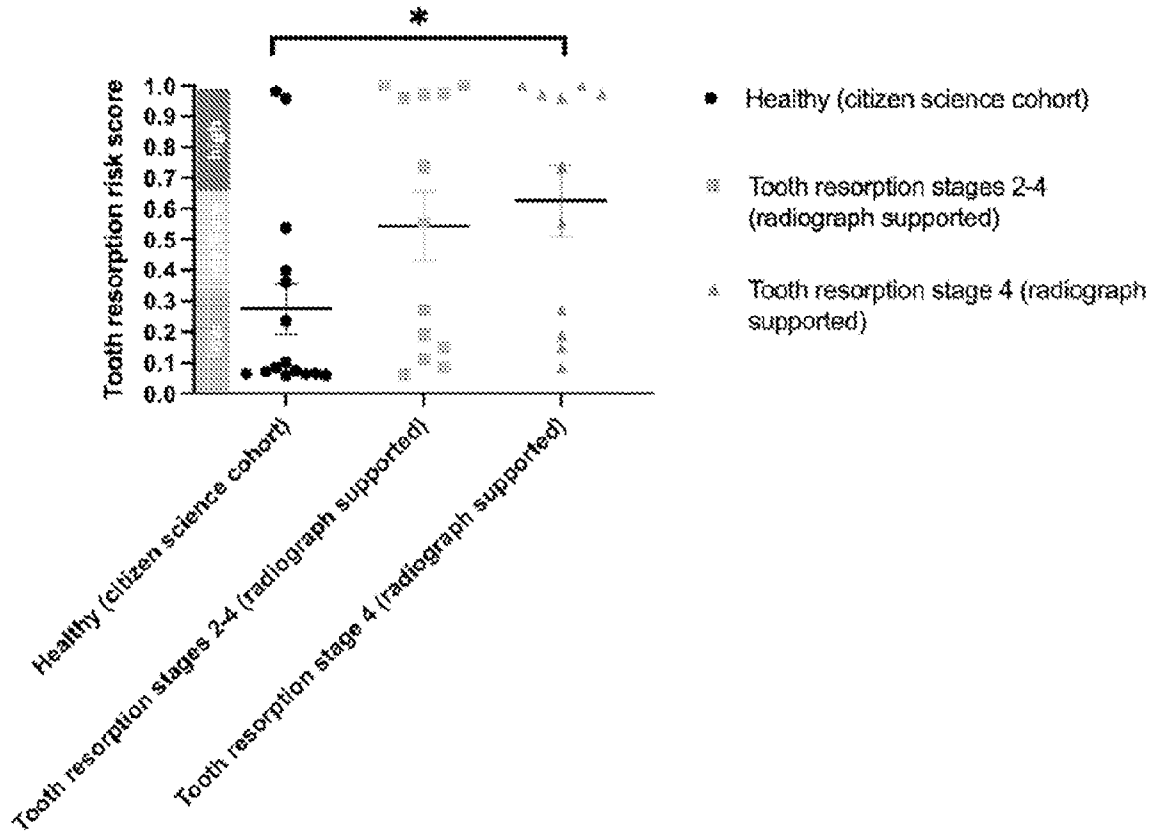 *
Tooth resorption risk score
1.0
0.9
0.8
0.7
0.6
0.5
0.4
0.3
0.2
0.1
0.0
Healthy (citizen science cohort)
Tooth resorption stages 2-4 (radiograph supported)
Tooth resorption stage 4 (radiograph supported)
Healthy (citizen science cohort)
Tooth resorption stages 2-4
(radiograph supported)
Tooth resorption stage 4 (radiograph
supported)